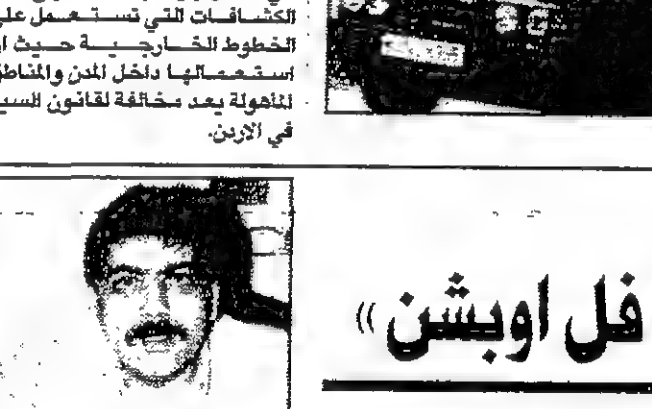 الكشافات التي تستعمل على
الخطوط الخارجية حيث ان
استعمالها داخل المدن والمناطق
المأهولة يعد مخالفة لقانون السير
في الاردن.
فل اوبشن»